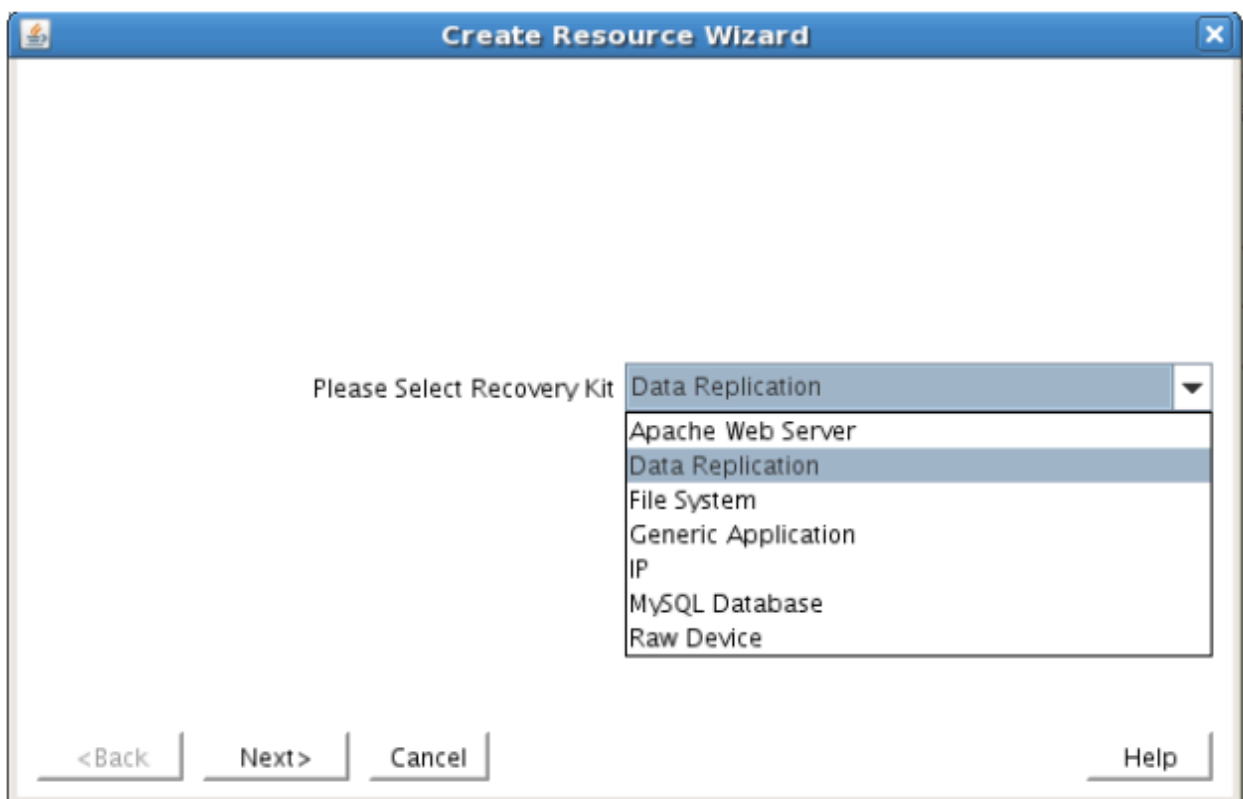 Create Resource Wizard
Please Select Recovery Kit Data Replication
Apache Web Server
Data Replication
File System
Generic Application
IP
MySQL Database
Raw Device
<Back Next> Cancel Help